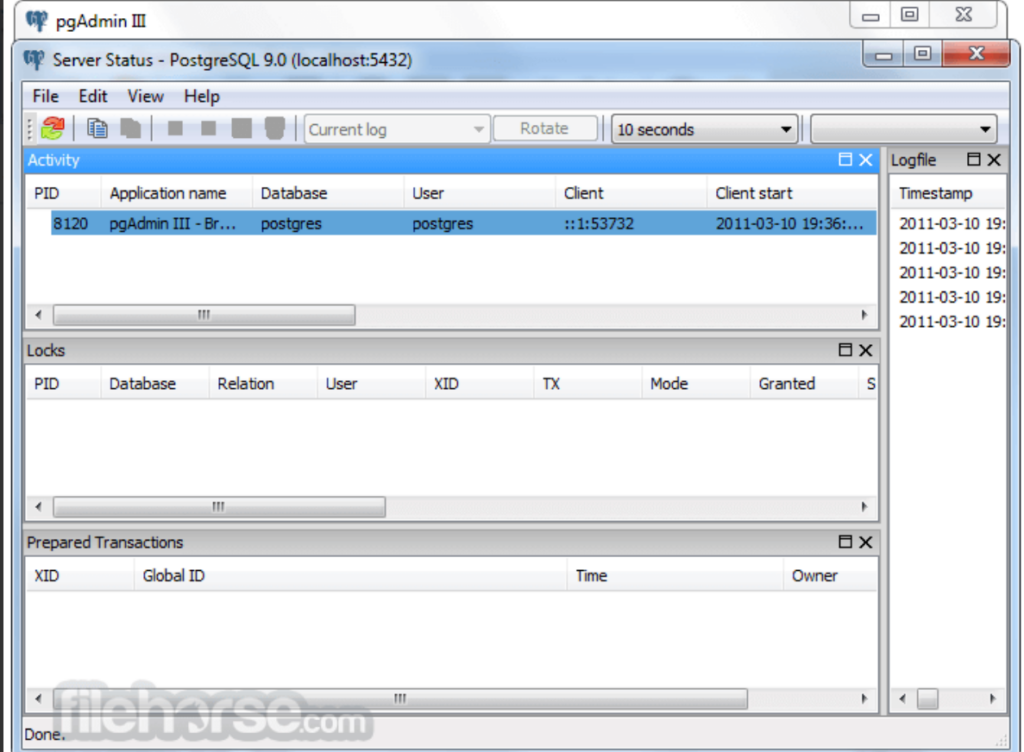 pgAdmin III
Server Status - PostgreSQL 9.0 (localhost:5432)
File Edit View Help
Current log Rotate 10 seconds
Activity
PID Application name Database User Client Client start
8120 pgAdmin III - Br... postgres postgres ::1:53732 2011-03-10 19:36:...
Logfile
Timestamp
2011-03-10 19:
2011-03-10 19:
2011-03-10 19:
2011-03-10 19:
2011-03-10 19:
Locks
PID Database Relation User XID TX Mode Granted S
Prepared Transactions
XID Global ID Time Owner
filehorse.com
Done.